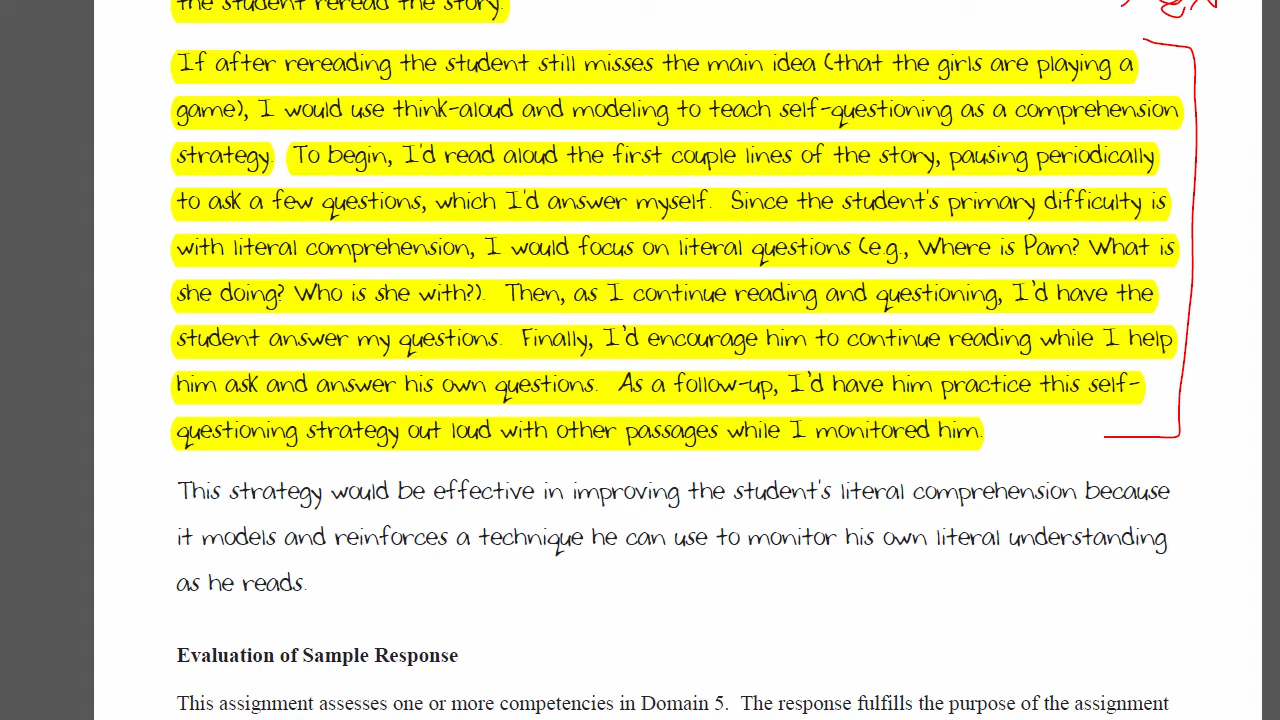 the student reread the story.
If after rereading the student still misses the main idea (that the girls are playing a
game), I would use think-aloud and modeling to teach self-questioning as a comprehension
strategy. To begin, I'd read aloud the first couple lines of the story, pausing periodically
to ask a few questions, which I'd answer myself. Since the student's primary difficulty is
with literal comprehension, I would focus on literal questions (e.g., Where is Pam? What is
she doing? Who is she with?). Then, as I continue reading and questioning, I'd have the
student answer my questions. Finally, I'd encourage him to continue reading while I help
him ask and answer his own questions. As a follow-up, I'd have him practice this self-
questioning strategy out loud with other passages while I monitored him.
This strategy would be effective in improving the student's literal comprehension because
it models and reinforces a technique he can use to monitor his own literal understanding
as he reads.
Evaluation of Sample Response
This assignment assesses one or more competencies in Domain 5. The response fulfills the purpose of the assignment